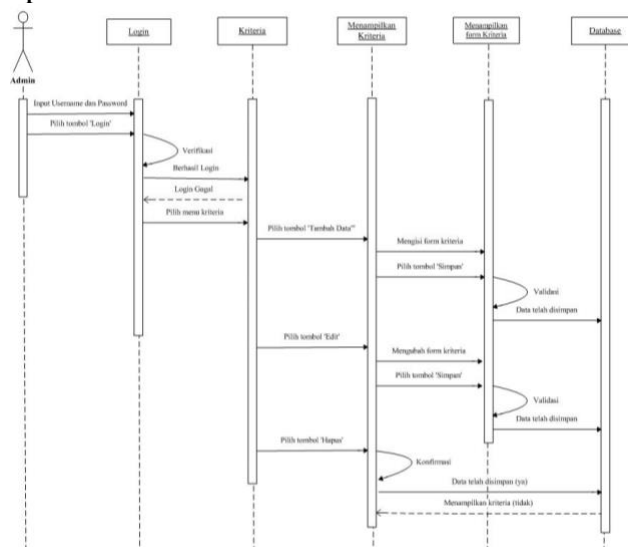 Login
Kriteria
Menampilkan
Kriteria
Menampilkan
form Kriteria
Database
Admin
Input Username dan Password
Pilih tombol 'Login'
Verifikasi
Berhasil Login
Login Gagal
Pilih menu kriteria
Pilih tombol 'Tambah Data'"
Mengisi form kriteria
Pilih tombol 'Simpan'
Validasi
Data telah disimpan
Pilih tombol 'Edit'
Mengubah form kriteria
Pilih tombol 'Simpan'
Validasi
Data telah disimpan
Pilih tombol 'Hapus'
Konfirmasi
Data telah disimpan (ya)
Menampilkan kriteria (tidak)